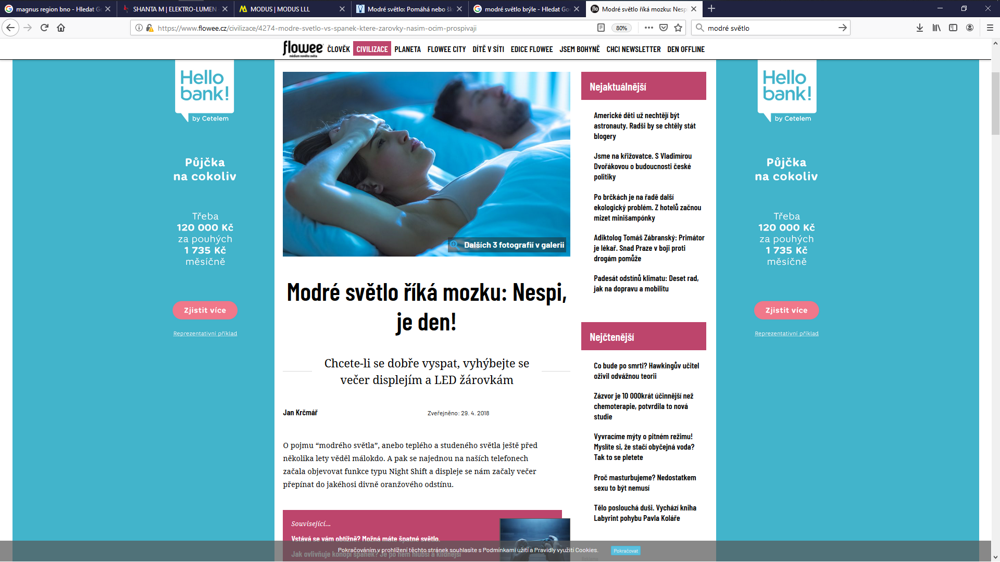 magnus region bno - Hledat Go
SHANTA M | ELEKTRO-LUMEN
MODUS | MODUS LLL
Modré světlo: Pomáhá nebo šk
modré světlo brýle - Hledat Go
Modré světlo říká mozku: Nespi
https://www.flowee.cz/civilizace/4274-modre-svetlo-vs-spanek-ktere-zarovky-nasim-ocim-prospivaji
80%
modré světlo
flowee
médium nového světa
ČLOVĚK
CIVILIZACE
PLANETA
FLOWEE CITY
DÍTĚ V SÍTI
EDICE FLOWEE
JSEM BOHYNĚ
CHCI NEWSLETTER
DEN OFFLINE
Hello
bank!
by Cetelem
Půjčka
na cokoliv
Třeba
120 000 Kč
za pouhých
1 735 Kč
měsíčně
Zjistit více
Reprezentativní příklad
Dalších 3 fotografií v galerii
Modré světlo říká mozku: Nespi,
je den!
Chcete-li se dobře vyspat, vyhýbejte se
večer displejím a LED žárovkám
Jan Krčmář
Zveřejněno: 29. 4. 2018
O pojmu “modrého světla”, anebo teplého a studeného světla ještě před
několika lety věděl málokdo. A pak se najednou na našich telefonech
začala objevovat funkce typu Night Shift a displeje se nám začaly večer
přepínat do jakéhosi divně oranžového odstínu.
Související...
Vstává se vám obtížně? Možná máte špatné světlo.
Jak ovlivňuje konopí spánek? Je po něm hlubší a klidnější
Nejaktuálnější
Americké děti už nechtějí být
astronauty. Radši by se chtěly stát
blogery
Jsme na křižovatce. S Vladimírou
Dvořákovou o budoucnosti české
politiky
Po brčkách je na řadě další
ekologický problém. Z hotelů začnou
mizet minišampónky
Adiktolog Tomáš Zábranský: Primátor
je lékař. Snad Praze v boji proti
drogám pomůže
Padesát odstínů klimatu: Deset rad,
jak na dopravu a mobilitu
Nejčtenější
Co bude po smrti? Hawkingův učitel
oživil odvážnou teorii
Zázvor je 10 000krát účinnější než
chemoterapie, potvrdila to nová
studie
Vyvracíme mýty o pitném režimu!
Myslíte si, že stačí obyčejná voda?
Tak to se pletete
Proč masturbujeme? Nedostatkem
sexu to být nemusí
Tělo poslouchá duši. Vychází kniha
Labyrint pohybu Pavla Koláře
Hello
bank!
by Cetelem
Půjčka
na cokoliv
Třeba
120 000 Kč
za pouhých
1 735 Kč
měsíčně
Zjistit více
Reprezentativní příklad
Pokračováním v prohlížení těchto stránek souhlasíte s Podmínkami užití a Pravidly využití Cookies.
Pokračovat